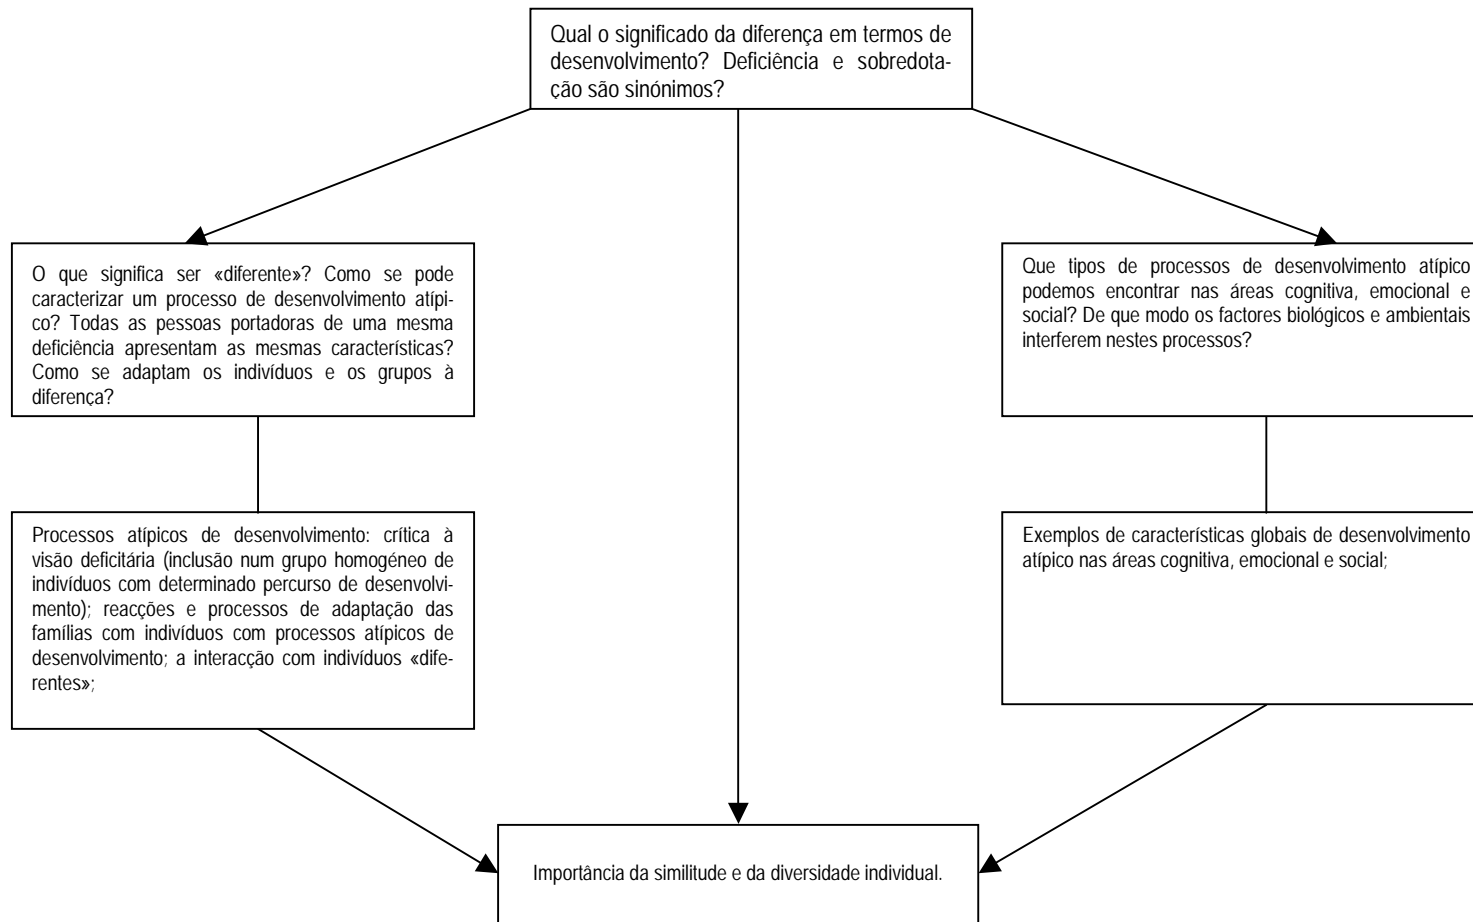 Qual o significado da diferença em termos de
desenvolvimento? Deficiência e sobredota-
ção são sinónimos?
O que significa ser «diferente»? Como se pode
caracterizar um processo de desenvolvimento atípi-
co? Todas as pessoas portadoras de uma mesma
deficiência apresentam as mesmas características?
Como se adaptam os indivíduos e os grupos à
diferença?
Que tipos de processos de desenvolvimento atípico
podemos encontrar nas áreas cognitiva, emocional e
social? De que modo os factores biológicos e ambientais
interferem nestes processos?
Processos atípicos de desenvolvimento: crítica à
visão deficitária (inclusão num grupo homogéneo de
indivíduos com determinado percurso de desenvolvi-
mento); reacções e processos de adaptação das
famílias com indivíduos com processos atípicos de
desenvolvimento; a interacção com indivíduos «dife-
rentes»;
Exemplos de características globais de desenvolvimento
atípico nas áreas cognitiva, emocional e social;
Importância da similitude e da diversidade individual.